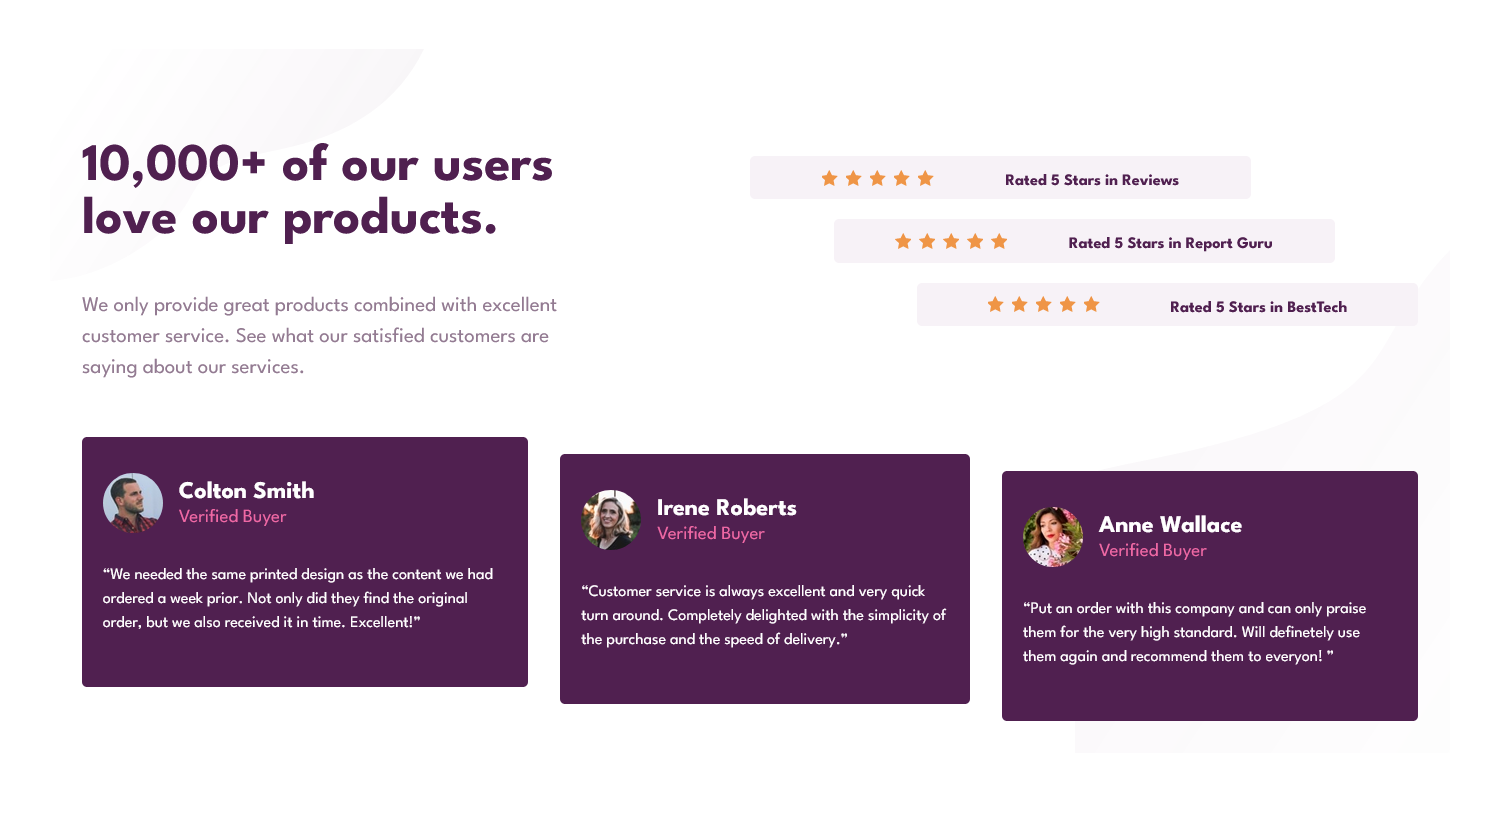 10,000+ of our users
love our products.
We only provide great products combined with excellent
customer service. See what our satisfied customers are
saying about our services.
Rated 5 Stars in Reviews
Rated 5 Stars in Report Guru
Rated 5 Stars in BestTech
Colton Smith
Verified Buyer
“We needed the same printed design as the content we had
ordered a week prior. Not only did they find the original
order, but we also received it in time. Excellent!”
Irene Roberts
Verified Buyer
“Customer service is always excellent and very quick
turn around. Completely delighted with the simplicity of
the purchase and the speed of delivery.”
Anne Wallace
Verified Buyer
“Put an order with this company and can only praise
them for the very high standard. Will definetely use
them again and recommend them to everyon! ”